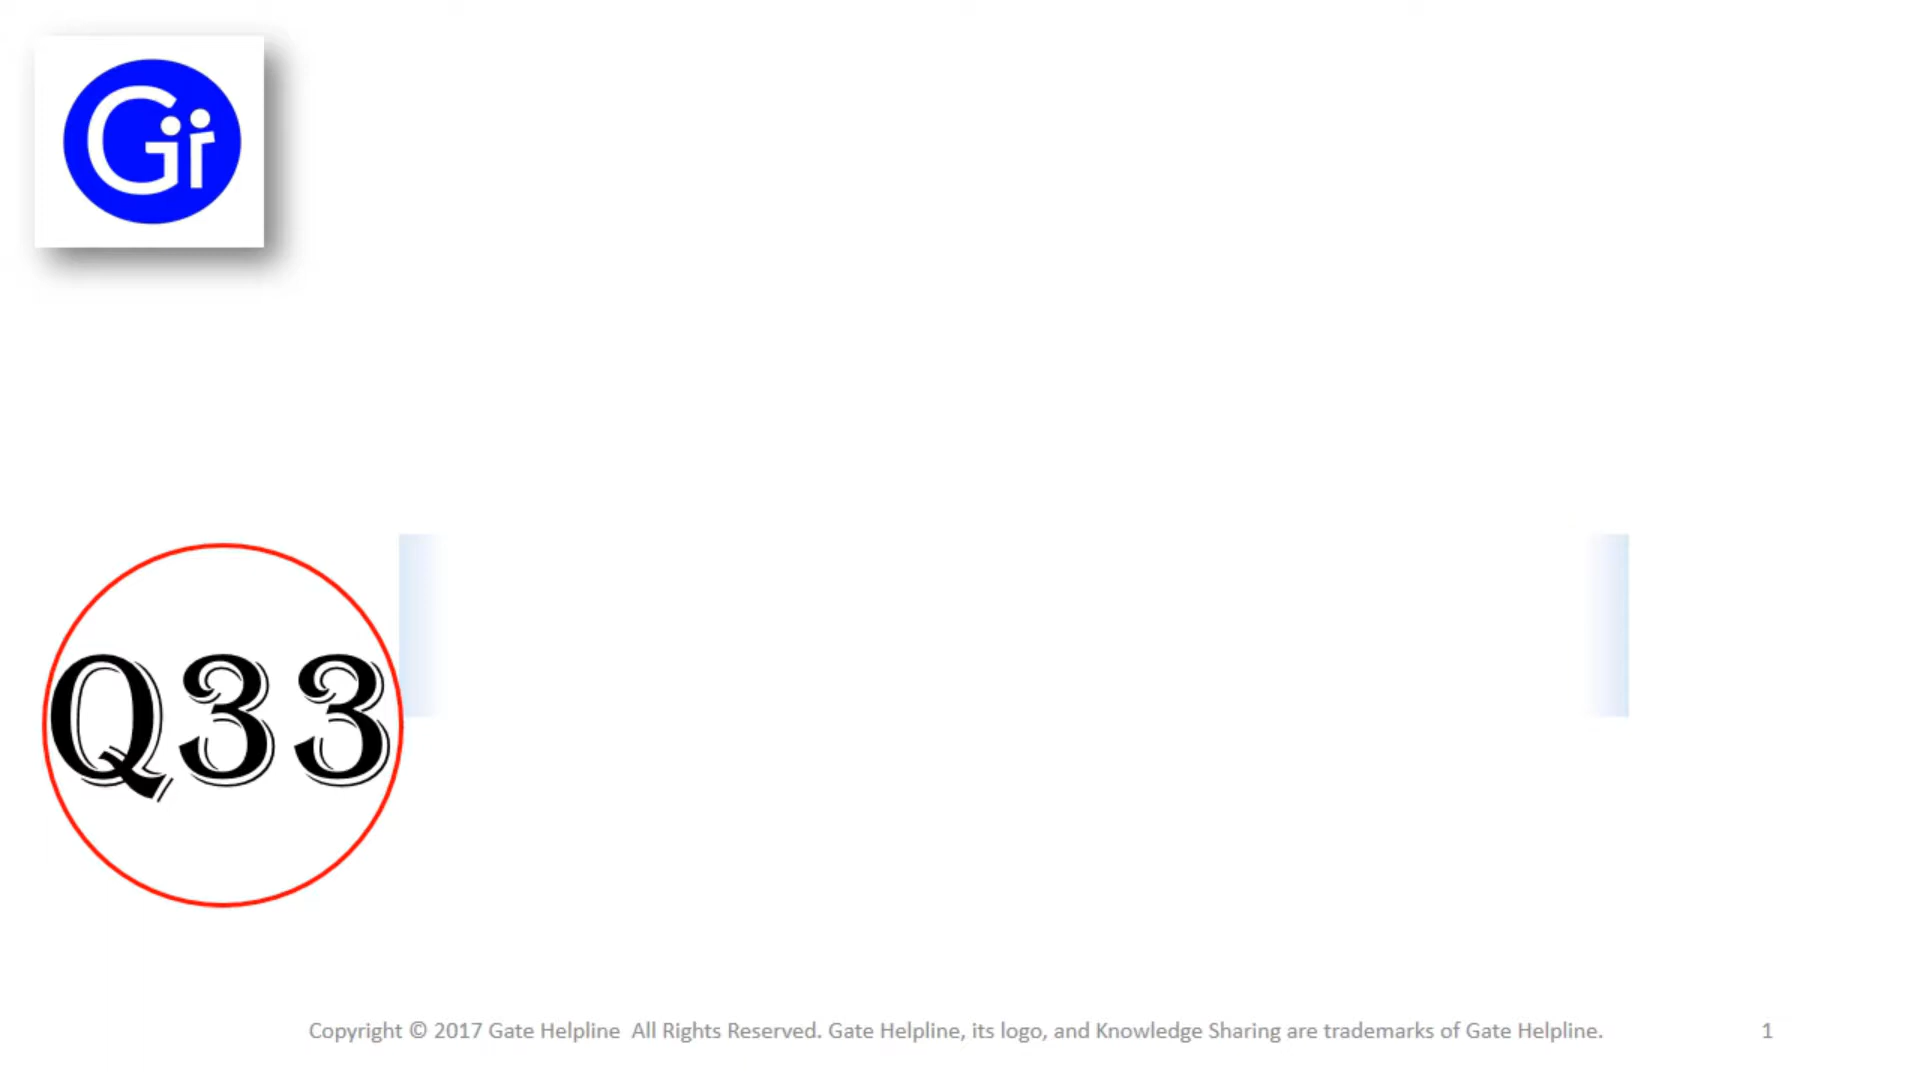 Gi
Q33
Copyright © 2017 Gate Helpline  All Rights Reserved. Gate Helpline, its logo, and Knowledge Sharing are trademarks of Gate Helpline.
1